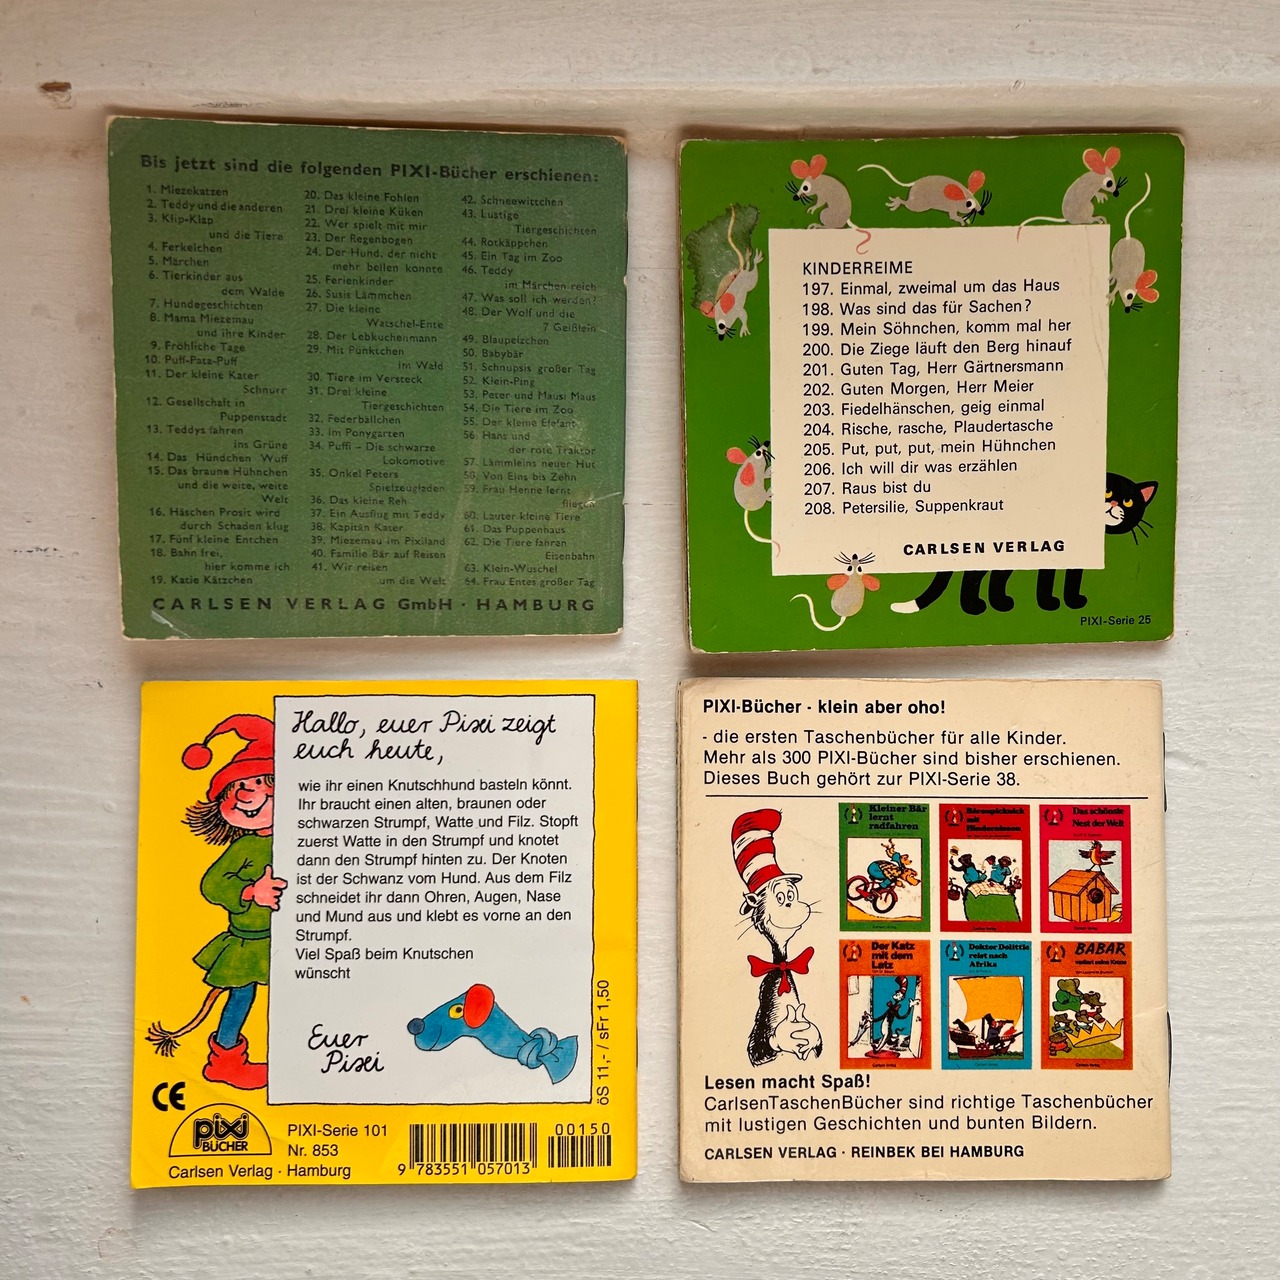 Bis jetzt sind die folgenden PIXI-Bücher erschienen:
1. Miezekatzen
2. Teddy und die anderen
3. Klip-Klap
und die Tiere
4. Ferkelchen
5. Märchen
6. Tierkinder aus
dem Walde
7. Hundegeschichten
8. Mama Miezemau
und ihre Kinder
9. Fröhliche Tage
10. Puff-Patz-Puff
11. Der kleine Kater
Schnurr
12. Gesellschaft in
Puppenstadt
13. Teddys fahren
ins Grüne
14. Das Hündchen Wuff
15. Das braune Hühnchen
und die weite, weite
Welt
16. Häschen Prosit wird
durch Schaden klug
17. Fünf kleine Entchen
18. Bahn frei,
hier komme ich
19. Katie Kätzchen
20. Das kleine Fohlen
21. Drei kleine Küken
22. Wer spielt mit mir
23. Der Regenbogen
24. Der Hund, der nicht
mehr bellen konnte
25. Ferienkinder
26. Susis Lämmchen
27. Die kleine
Watschel-Ente
28. Der Lebkuchenmann
29. Mit Pünktchen
im Wald
30. Tiere im Versteck
31. Drei kleine
Tiergeschichten
32. Federbällchen
33. Im Ponygarten
34. Puffi - Die schwarze
Lokomotive
35. Onkel Peters
Spielzeugladen
36. Das kleine Reh
37. Ein Ausflug mit Teddy
38. Kapitän Kater
39. Miezemau im Pixiland
40. Familie Bär auf Reisen
41. Wir reisen
um die Welt
42. Schneewittchen
43. Lustige
Tiergeschichten
44. Rotkäppchen
45. Ein Tag im Zoo
46. Teddy
im Märchenreich
47. Was soll ich werden?
48. Der Wolf und die
7 Geißlein
49. Blaupelzchen
50. Babybär
51. Schnupsis großer Tag
52. Klein-Ping
53. Peter und Mausi Maus
54. Die Tiere im Zoo
55. Der kleine Elefant
56. Hans und
der rote Traktor
57. Lämmleins neuer Hut
58. Von Eins bis Zehn
59. Frau Henne lernt
fliegen
60. Lauter kleine Tiere
61. Das Puppenhaus
62. Die Tiere fahren
Eisenbahn
63. Klein-Wuschel
64. Frau Entes großer Tag
CARLSEN VERLAG GmbH · HAMBURG
KINDERREIME
197. Einmal, zweimal um das Haus
198. Was sind das für Sachen?
199. Mein Söhnchen, komm mal her
200. Die Ziege läuft den Berg hinauf
201. Guten Tag, Herr Gärtnersmann
202. Guten Morgen, Herr Meier
203. Fiedelhänschen, geig einmal
204. Rische, rasche, Plaudertasche
205. Put, put, put, mein Hühnchen
206. Ich will dir was erzählen
207. Raus bist du
208. Petersilie, Suppenkraut
CARLSEN VERLAG
PIXI-Serie 25
Hallo, euer Pixi zeigt
euch heute,
wie ihr einen Knutschhund basteln könnt.
Ihr braucht einen alten, braunen oder
schwarzen Strumpf, Watte und Filz. Stopft
zuerst Watte in den Strumpf und knotet
dann den Strumpf hinten zu. Der Knoten
ist der Schwanz vom Hund. Aus dem Filz
schneidet ihr dann Ohren, Augen, Nase
und Mund aus und klebt es vorne an den
Strumpf.
Viel Spaß beim Knutschen
wünscht
Euer
Pixi
öS 11,- / sFr 1,50
CE
pixi
BÜCHER
PIXI-Serie 101
Nr. 853
Carlsen Verlag · Hamburg
00150
9 783551 057013
PIXI-Bücher - klein aber oho!
- die ersten Taschenbücher für alle Kinder.
Mehr als 300 PIXI-Bücher sind bisher erschienen.
Dieses Buch gehört zur PIXI-Serie 38.
Kleiner Bär
lernt
radfahren
Bärenpicknick
mit
Hindernissen
Das schönste
Nest der Welt
Der Katz
mit dem
Latz
Doktor Dolittle
reist nach
Afrika
BABAR
verliert seine Krone
Lesen macht Spaß!
CarlsenTaschenBücher sind richtige Taschenbücher
mit lustigen Geschichten und bunten Bildern.
CARLSEN VERLAG · REINBEK BEI HAMBURG